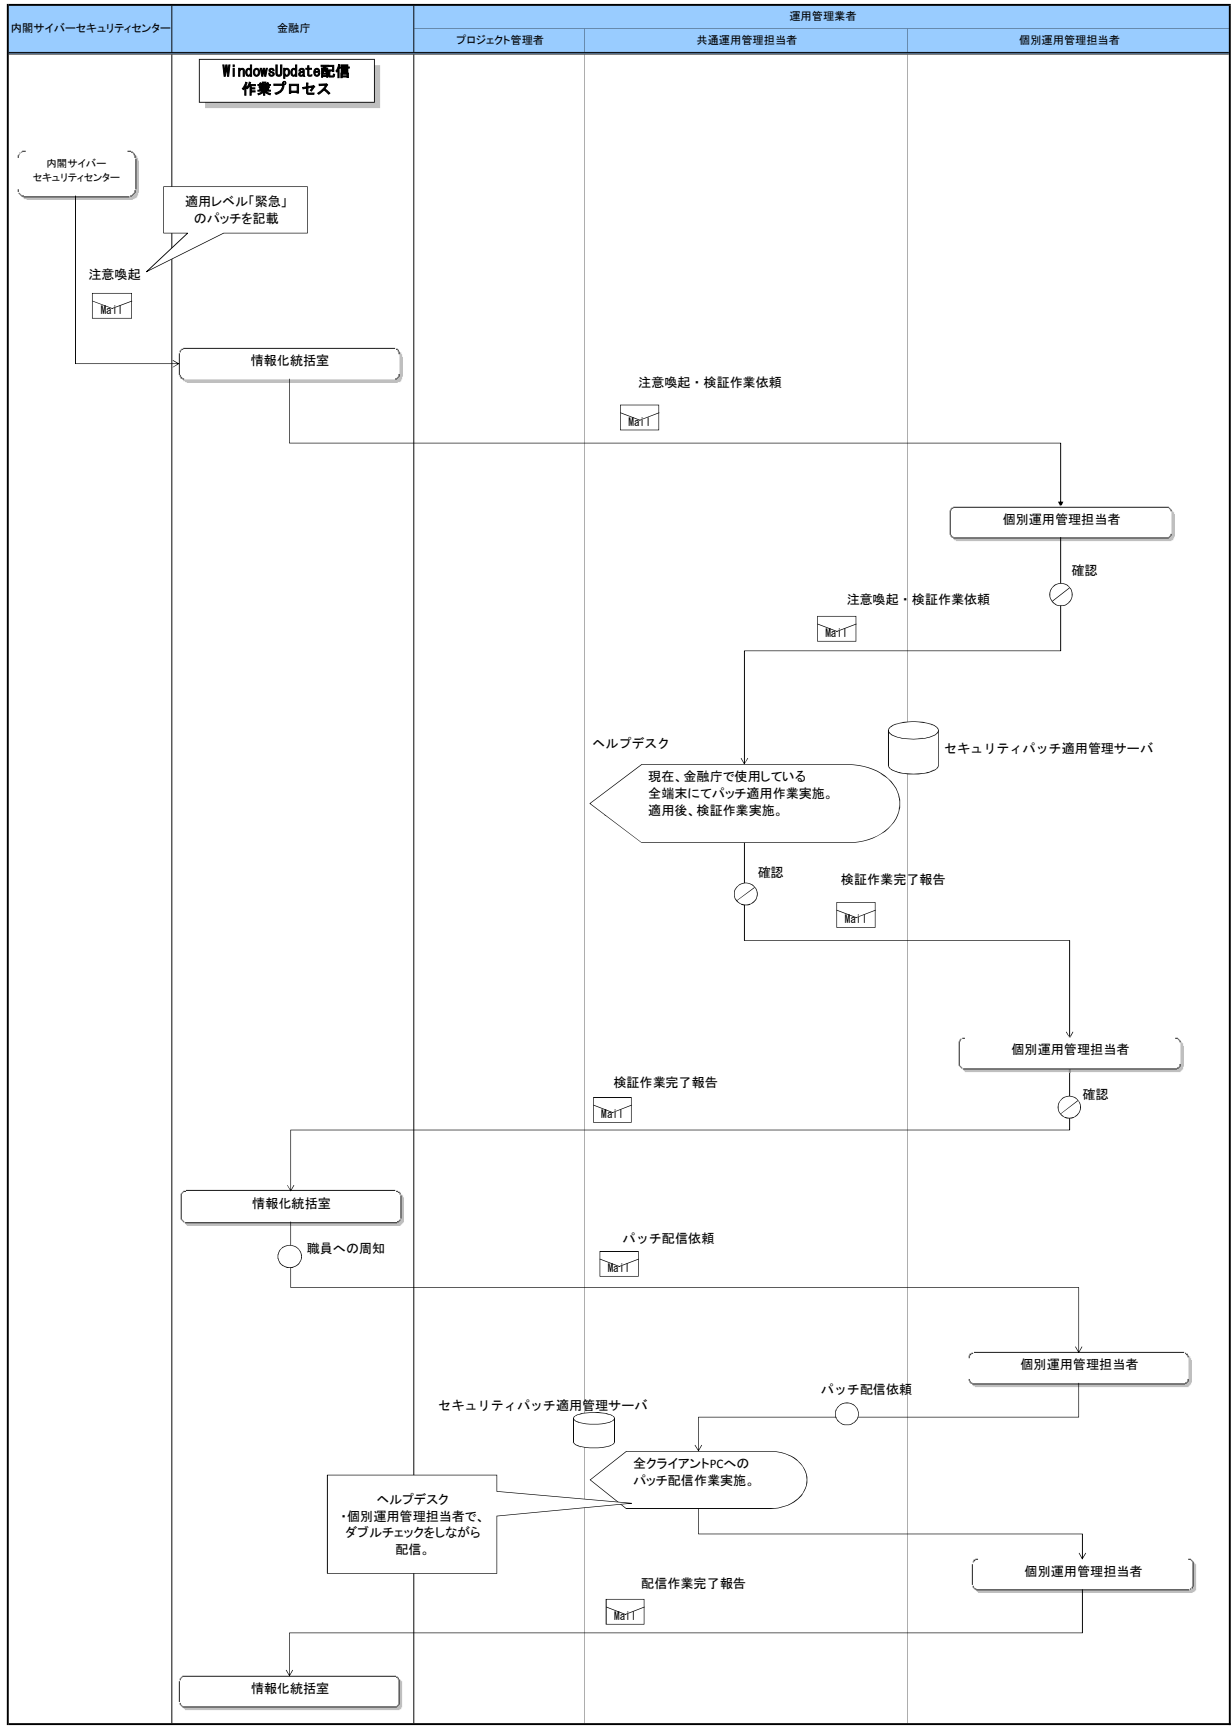 内閣サイバーセキュリティセンター
金融庁
運用管理業者
プロジェクト管理者
共通運用管理担当者
個別運用管理担当者
WindowsUpdate配信
作業プロセス
内閣サイバー
セキュリティセンター
適用レベル「緊急」
のパッチを記載
注意喚起
Mail
情報化統括室
注意喚起・検証作業依頼
Mail
個別運用管理担当者
確認
注意喚起・検証作業依頼
Mail
ヘルプデスク
セキュリティパッチ適用管理サーバ
現在、金融庁で使用している
全端末にてパッチ適用作業実施。
適用後、検証作業実施。
確認
検証作業完了報告
Mail
個別運用管理担当者
検証作業完了報告
Mail
確認
情報化統括室
職員への周知
パッチ配信依頼
Mail
個別運用管理担当者
パッチ配信依頼
セキュリティパッチ適用管理サーバ
全クライアントPCへの
パッチ配信作業実施。
ヘルプデスク
・個別運用管理担当者で、
ダブルチェックをしながら
配信。
個別運用管理担当者
配信作業完了報告
Mail
情報化統括室